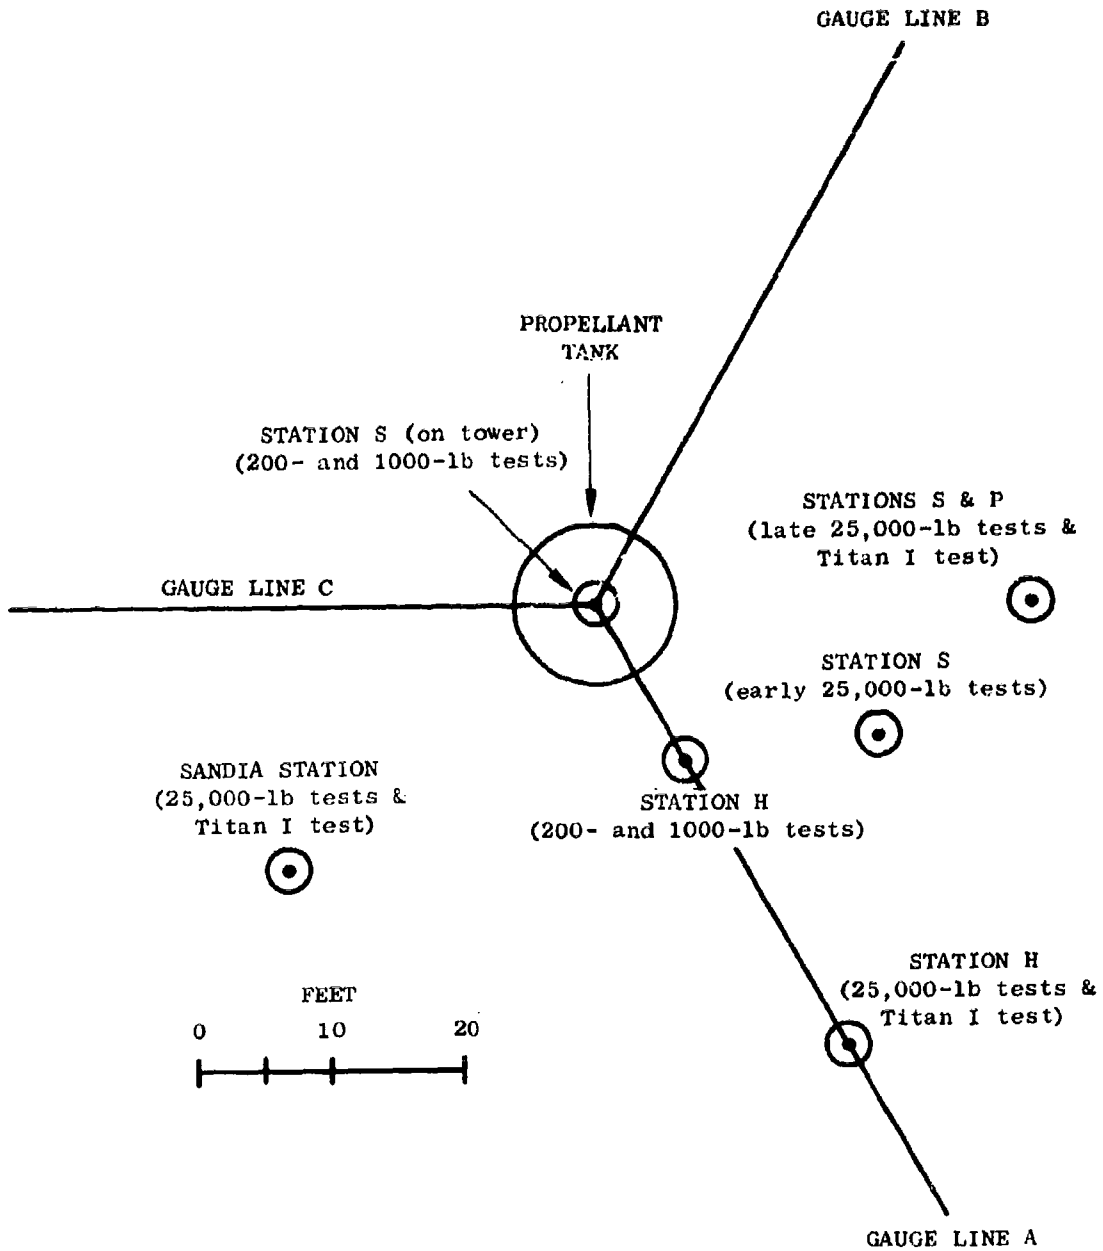 GAUGE LINE B
PROPELLANT
TANK
STATION S (on tower)
(200- and 1000-lb tests)
STATIONS S & P
(late 25,000-lb tests &
Titan I test)
GAUGE LINE C
STATION S
(early 25,000-lb tests)
SANDIA STATION
(25,000-lb tests &
Titan I test)
STATION H
(200- and 1000-lb tests)
STATION H
(25,000-lb tests &
Titan I test)
FEET
0 10 20
GAUGE LINE A